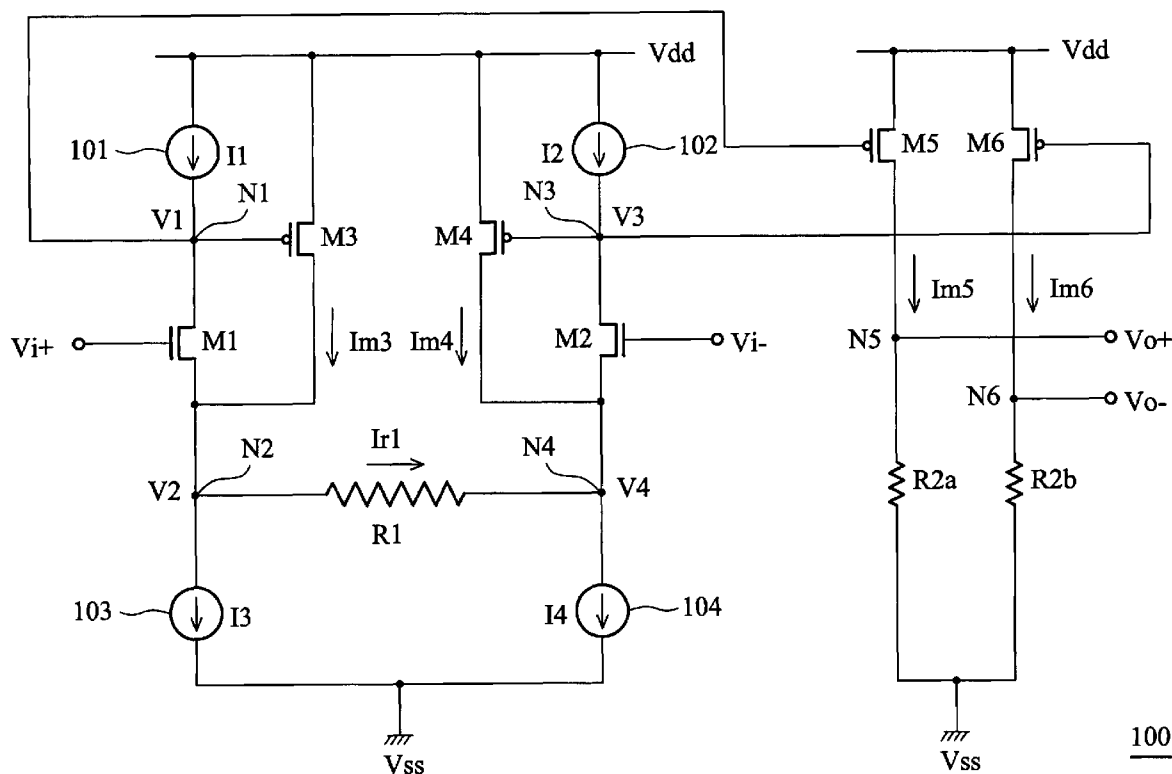 Vdd
Vdd
101
I1
I2
102
M5
M6
N1
N3
V1
V3
M3
M4
Im5
Im6
Vi+
M1
Im3
Im4
M2
Vi-
N5
Vo+
N6
Vo-
N2
Ir1
N4
V2
V4
R1
R2a
R2b
103
I3
I4
104
Vss
Vss
100